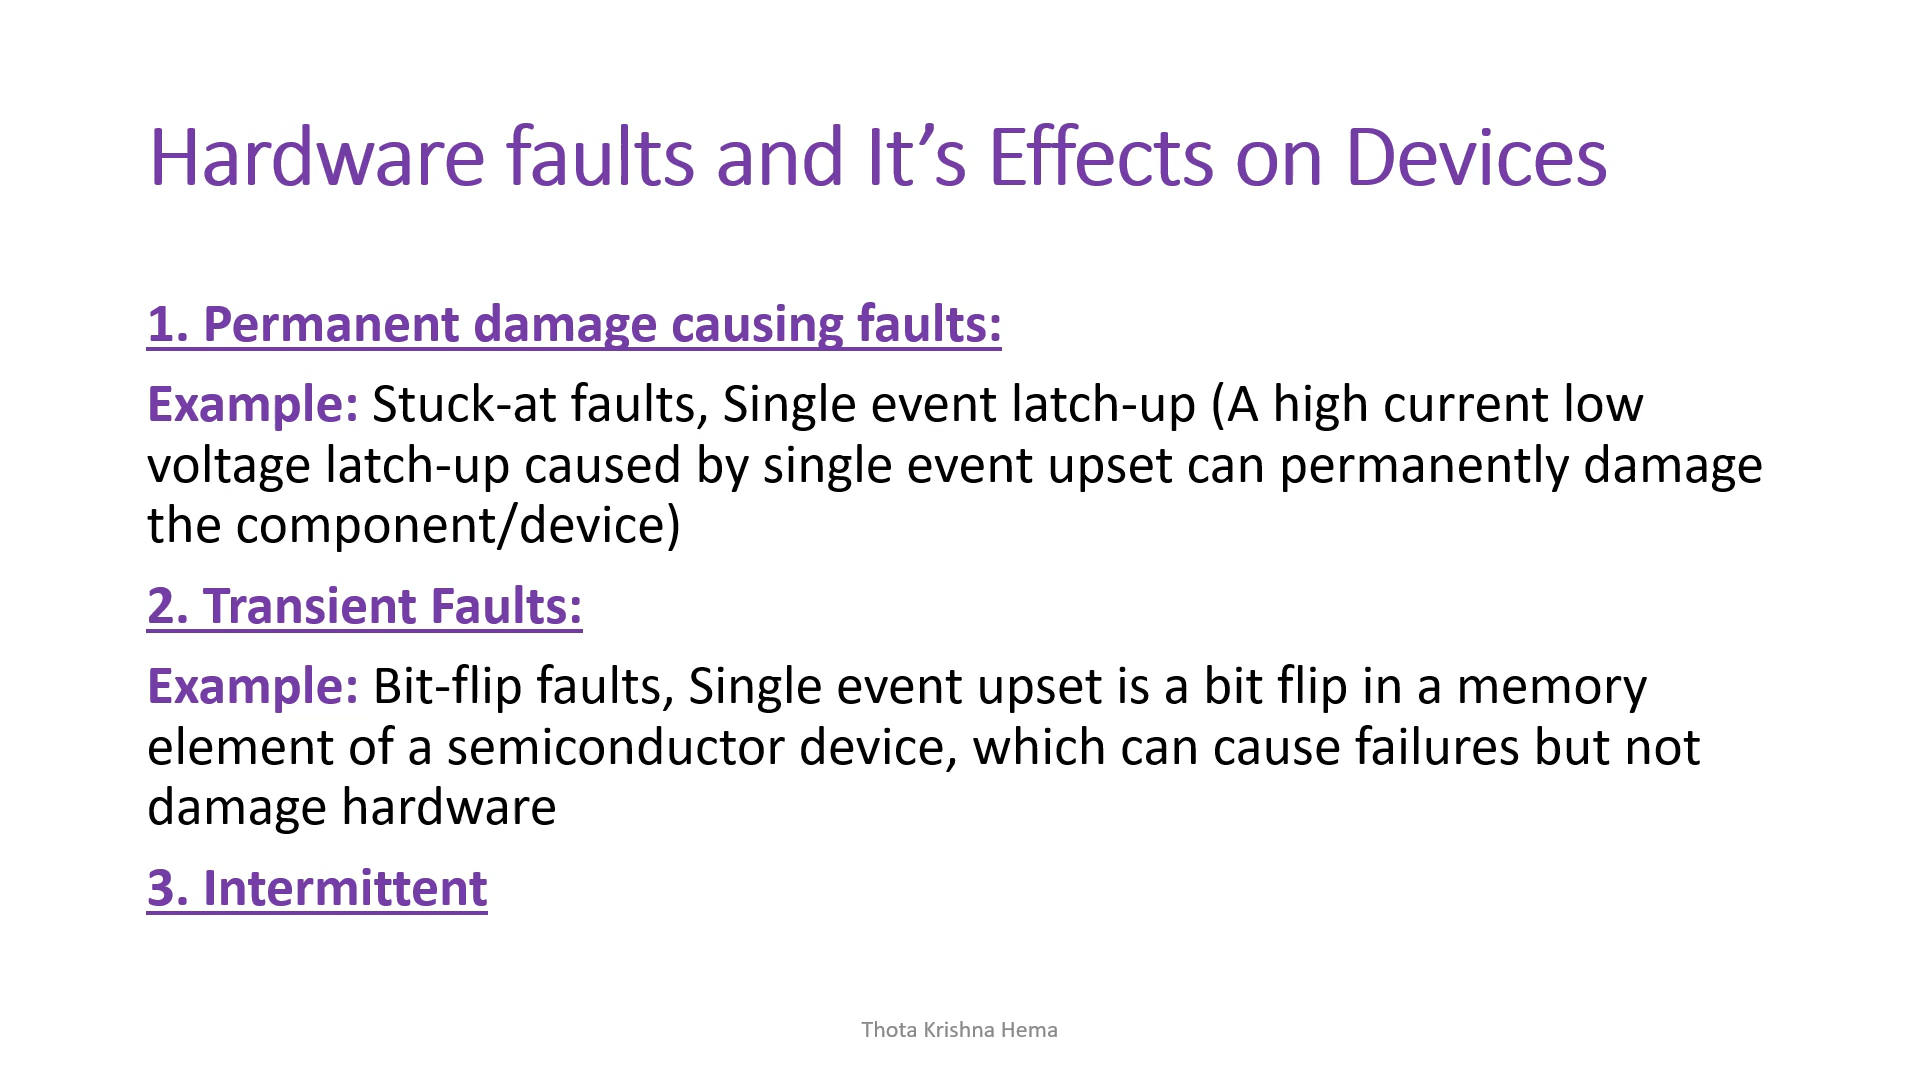 Hardware faults and It’s Effects on Devices
1. Permanent damage causing faults:
Example: Stuck-at faults, Single event latch-up (A high current low
voltage latch-up caused by single event upset can permanently damage
the component/device)
2. Transient Faults:
Example: Bit-flip faults, Single event upset is a bit flip in a memory
element of a semiconductor device, which can cause failures but not
damage hardware
3. Intermittent
Thota Krishna Hema